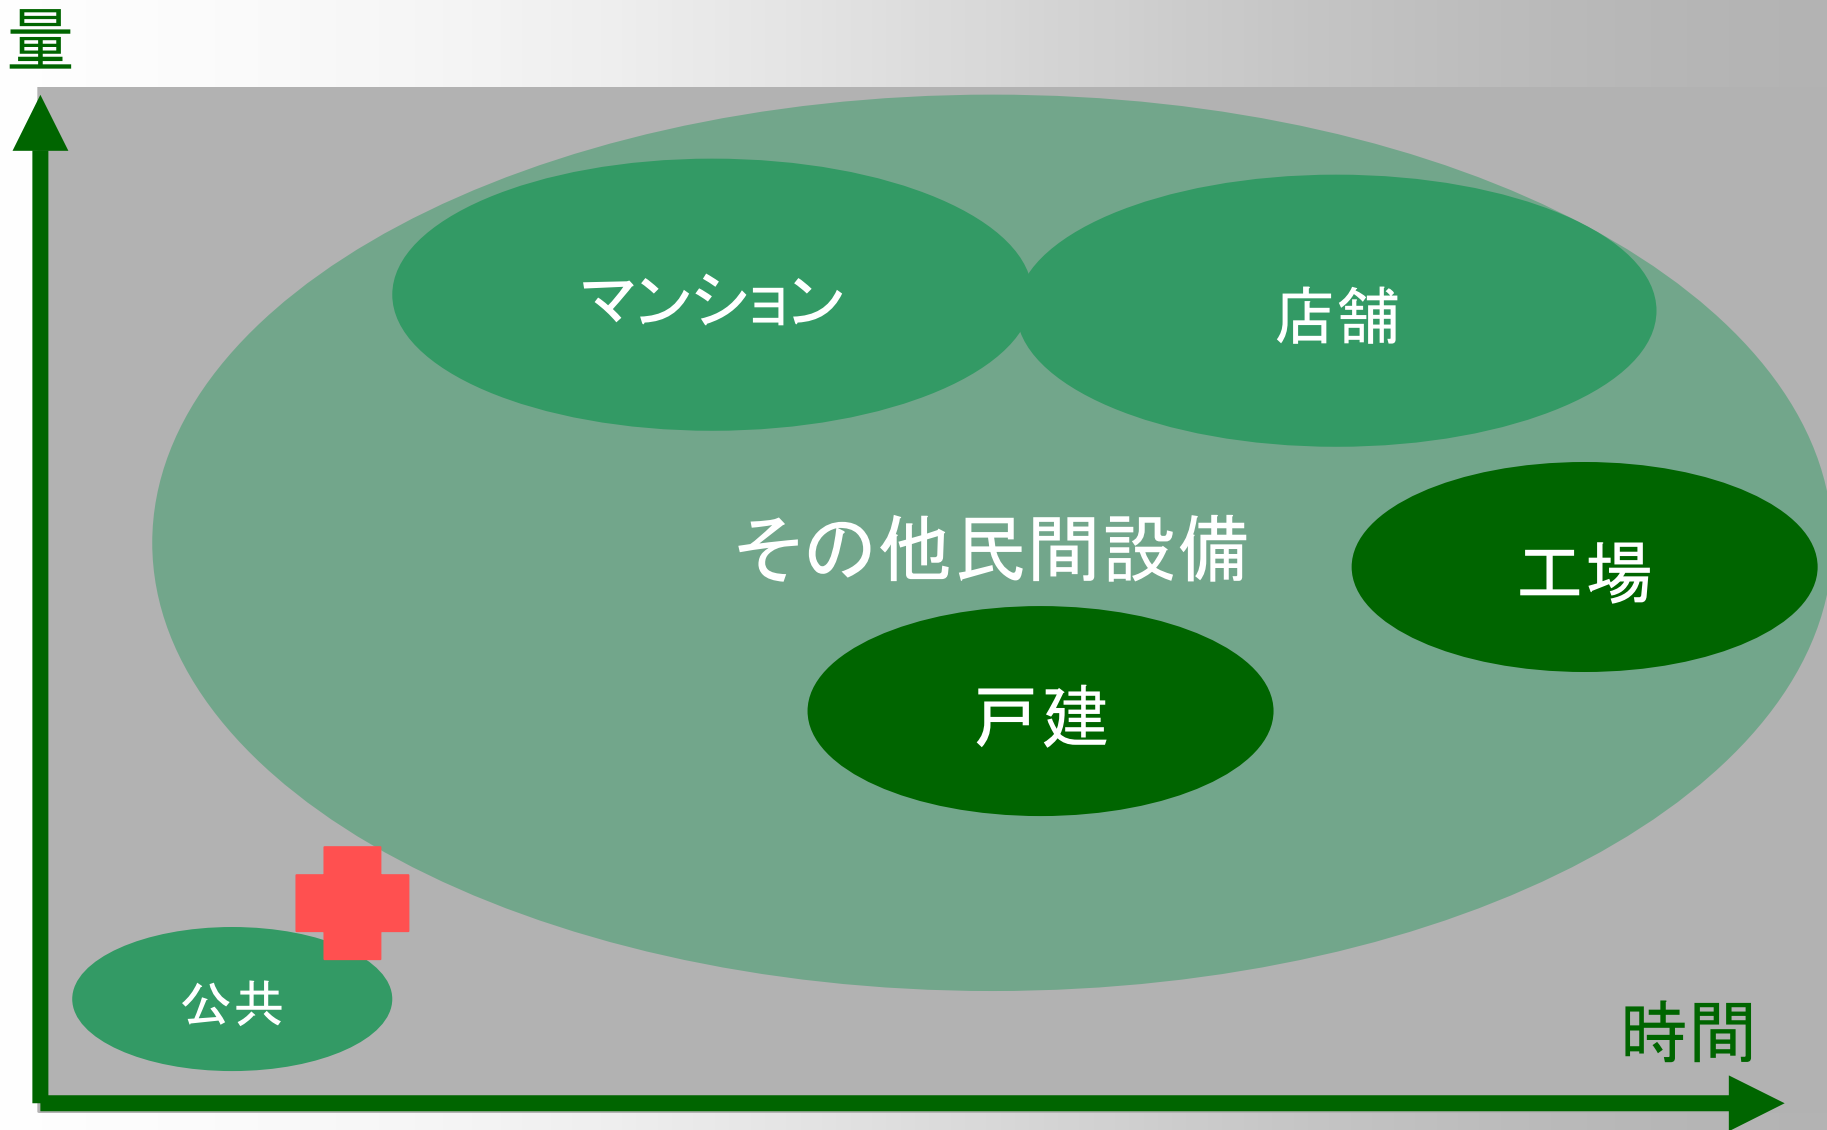 量
マンション
店舗
その他民間設備
工場
戸建
公共
時間